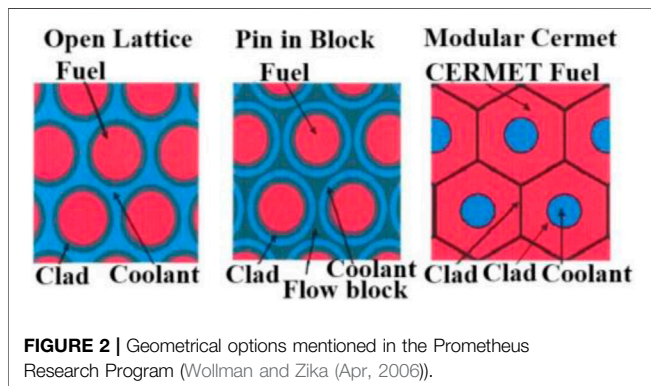 Open Lattice Pin in Block Modular Cermet
Fuel Fuel CERMET Fuel
Clad Coolant Clad Coolant Clad Clad Coolant
Flow block
FIGURE 2 | Geometrical options mentioned in the Prometheus
Research Program (Wollman and Zika (Apr, 2006)).